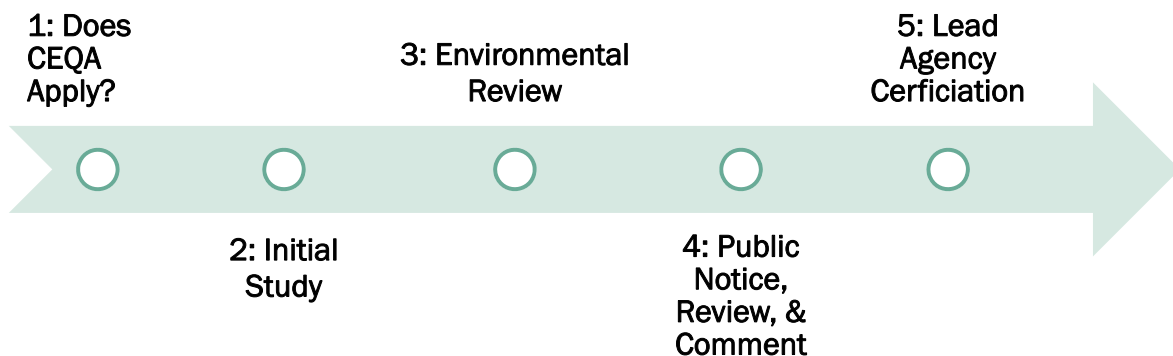 1: Does
CEQA
Apply?
2: Initial
Study
3: Environmental
Review
4: Public
Notice,
Review, &
Comment
5: Lead
Agency
Cerficiation